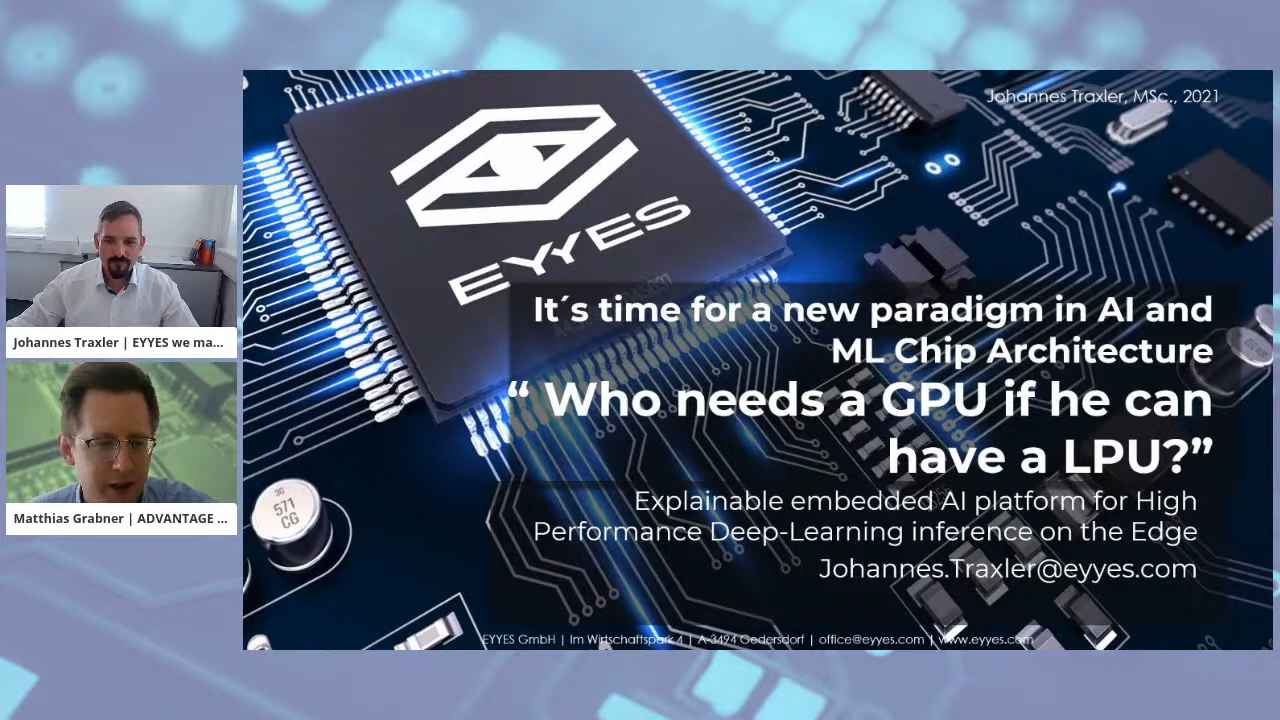 Johannes Traxler, MSc., 2021
EYYES
It´s time for a new paradigm in AI and
ML Chip Architecture
“ Who needs a GPU if he can
have a LPU?”
Explainable embedded AI platform for High
Performance Deep-Learning inference on the Edge
Johannes.Traxler@eyyes.com
3G
571
CG
EYYES GmbH | Im Wirtschaftspark 4 | A-3494 Gedersdorf | office@eyyes.com | www.eyyes.com
Johannes Traxler | EYYES we ma...
Matthias Grabner | ADVANTAGE ...